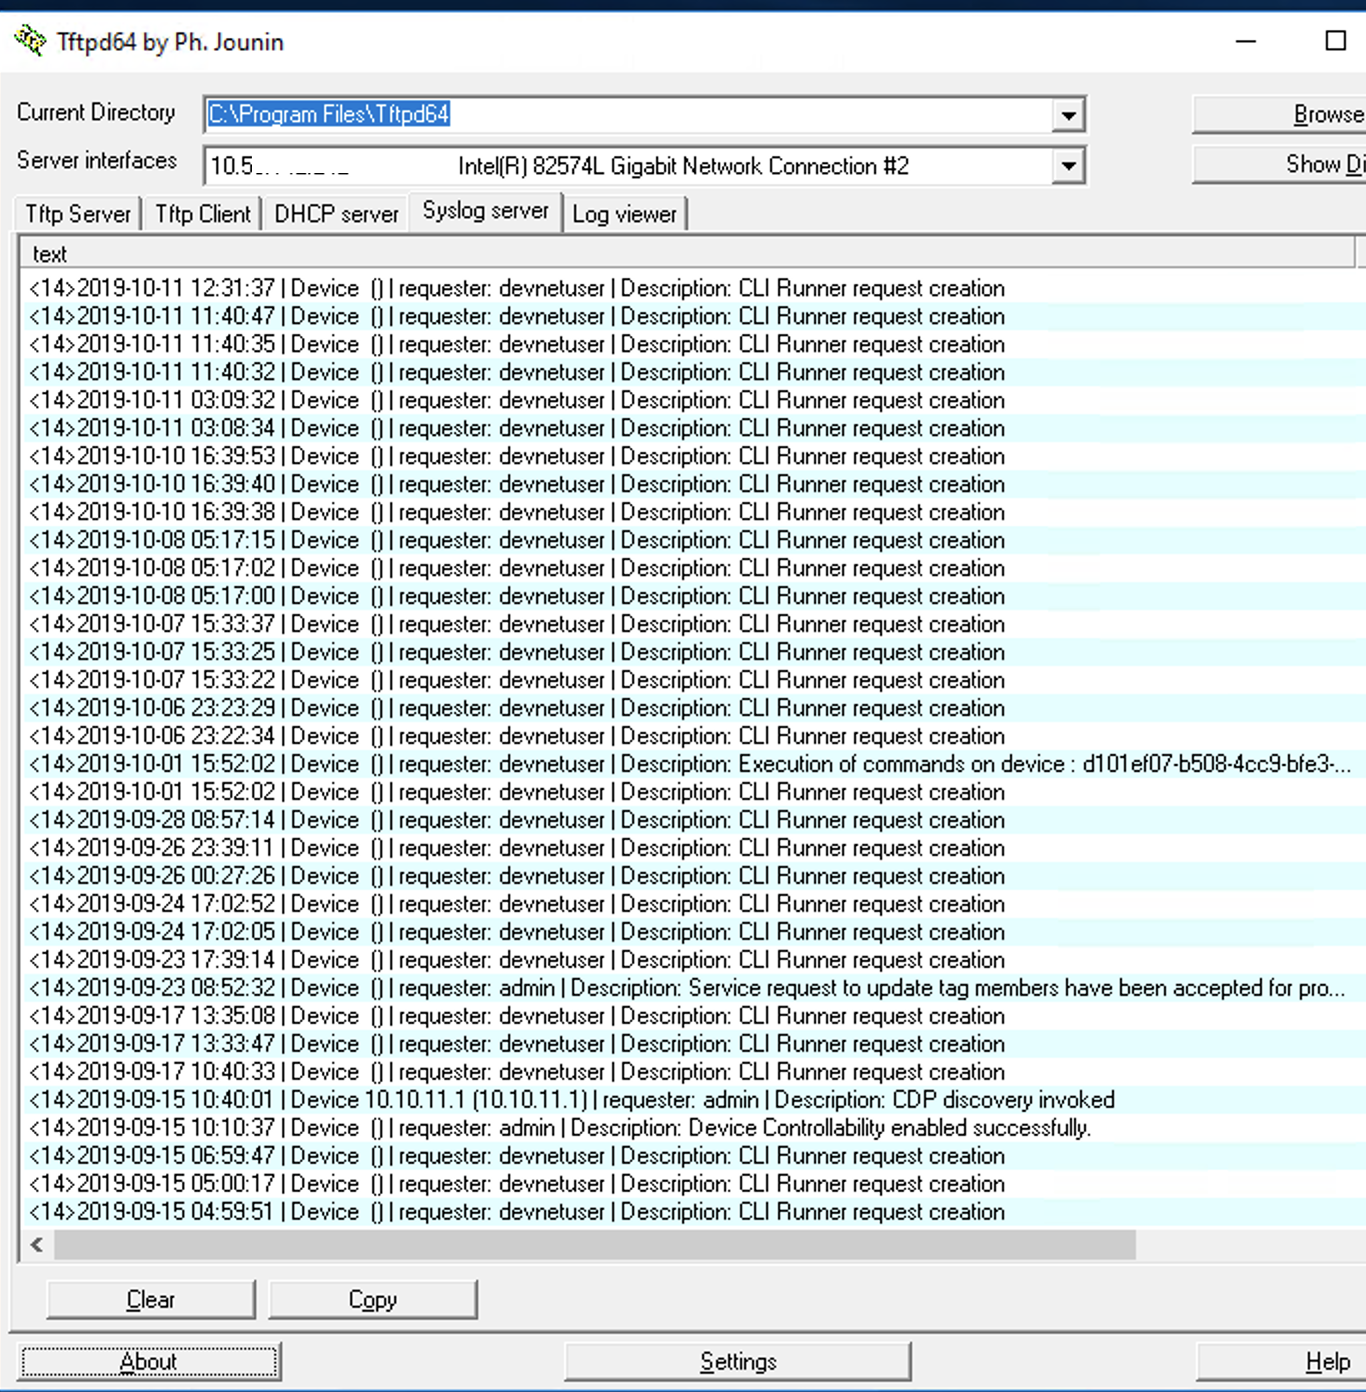 Tftpd64 by Ph. Jounin
Current Directory C:\Program Files\Tftpd64 Browse
Server interfaces 10.5 Intel(R) 82574L Gigabit Network Connection #2 Show Di
Tftp Server Tftp Client DHCP server Syslog server Log viewer
text
<14>2019-10-11 12:31:37 | Device () | requester: devnetuser | Description: CLI Runner request creation
<14>2019-10-11 11:40:47 | Device () | requester: devnetuser | Description: CLI Runner request creation
<14>2019-10-11 11:40:35 | Device () | requester: devnetuser | Description: CLI Runner request creation
<14>2019-10-11 11:40:32 | Device () | requester: devnetuser | Description: CLI Runner request creation
<14>2019-10-11 03:09:32 | Device () | requester: devnetuser | Description: CLI Runner request creation
<14>2019-10-11 03:08:34 | Device () | requester: devnetuser | Description: CLI Runner request creation
<14>2019-10-10 16:39:53 | Device () | requester: devnetuser | Description: CLI Runner request creation
<14>2019-10-10 16:39:40 | Device () | requester: devnetuser | Description: CLI Runner request creation
<14>2019-10-10 16:39:38 | Device () | requester: devnetuser | Description: CLI Runner request creation
<14>2019-10-08 05:17:15 | Device () | requester: devnetuser | Description: CLI Runner request creation
<14>2019-10-08 05:17:02 | Device () | requester: devnetuser | Description: CLI Runner request creation
<14>2019-10-08 05:17:00 | Device () | requester: devnetuser | Description: CLI Runner request creation
<14>2019-10-07 15:33:37 | Device () | requester: devnetuser | Description: CLI Runner request creation
<14>2019-10-07 15:33:25 | Device () | requester: devnetuser | Description: CLI Runner request creation
<14>2019-10-07 15:33:22 | Device () | requester: devnetuser | Description: CLI Runner request creation
<14>2019-10-06 23:23:29 | Device () | requester: devnetuser | Description: CLI Runner request creation
<14>2019-10-06 23:22:34 | Device () | requester: devnetuser | Description: CLI Runner request creation
<14>2019-10-01 15:52:02 | Device () | requester: devnetuser | Description: Execution of commands on device : d101ef07-b508-4cc9-bfe3-...
<14>2019-10-01 15:52:02 | Device () | requester: devnetuser | Description: CLI Runner request creation
<14>2019-09-28 08:57:14 | Device () | requester: devnetuser | Description: CLI Runner request creation
<14>2019-09-26 23:39:11 | Device () | requester: devnetuser | Description: CLI Runner request creation
<14>2019-09-26 00:27:26 | Device () | requester: devnetuser | Description: CLI Runner request creation
<14>2019-09-24 17:02:52 | Device () | requester: devnetuser | Description: CLI Runner request creation
<14>2019-09-24 17:02:05 | Device () | requester: devnetuser | Description: CLI Runner request creation
<14>2019-09-23 17:39:14 | Device () | requester: devnetuser | Description: CLI Runner request creation
<14>2019-09-23 08:52:32 | Device () | requester: admin | Description: Service request to update tag members have been accepted for pro...
<14>2019-09-17 13:35:08 | Device () | requester: devnetuser | Description: CLI Runner request creation
<14>2019-09-17 13:33:47 | Device () | requester: devnetuser | Description: CLI Runner request creation
<14>2019-09-17 10:40:33 | Device () | requester: devnetuser | Description: CLI Runner request creation
<14>2019-09-15 10:40:01 | Device 10.10.11.1 (10.10.11.1) | requester: admin | Description: CDP discovery invoked
<14>2019-09-15 10:10:37 | Device () | requester: admin | Description: Device Controllability enabled successfully.
<14>2019-09-15 06:59:47 | Device () | requester: devnetuser | Description: CLI Runner request creation
<14>2019-09-15 05:00:17 | Device () | requester: devnetuser | Description: CLI Runner request creation
<14>2019-09-15 04:59:51 | Device () | requester: devnetuser | Description: CLI Runner request creation
Clear Copy
About Settings Help